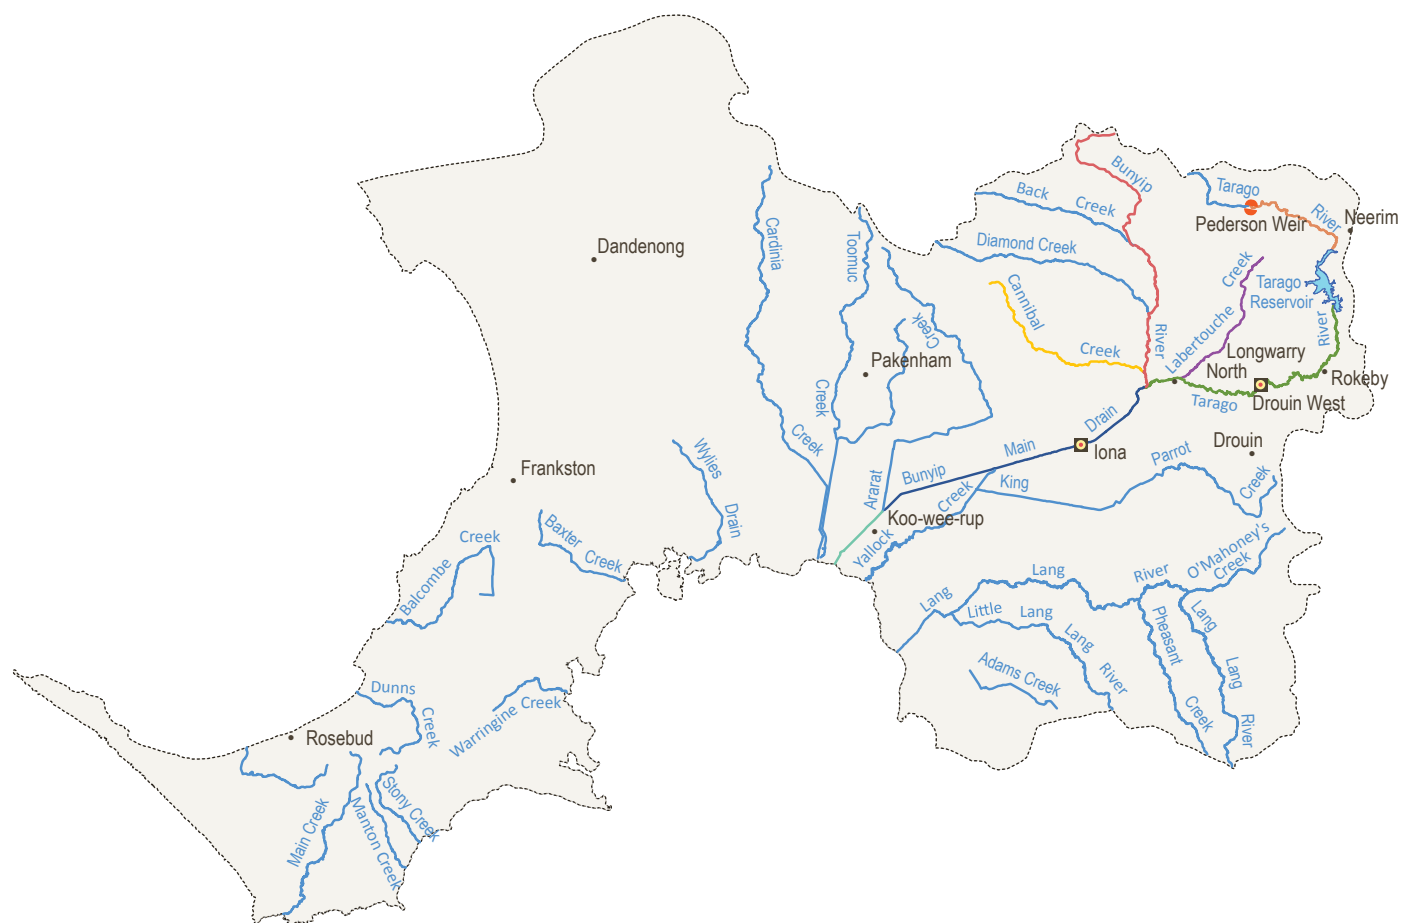 Bunyip
Tarago
River
Back
Creek
Pederson Weir
Neerim
Cardinia
Toomuc
Dandenong
Diamond Creek
Creek
Tarago
Reservoir
Cannibal
Creek
River
Labertouche
River
Creek
Pakenham
Longwarry
North
Rokeby
Creek
Tarago
Drouin West
Drain
Creek
Main
Iona
Drouin
Wylies
Frankston
Bunyip
Parrot
Ararat
Creek
King
Creek
Drain
Koo-wee-rup
Baxter
Creek
Creek
Yallock
O'Mahoney's
Creek
Balcombe
Lang
River
Lang
Little
Lang
Lang
Pheasant
Lang
Adams Creek
River
Lang
Creek
River
Dunns
Creek
Warringine Creek
Rosebud
Stony Creek
Main Creek
Manton Creek